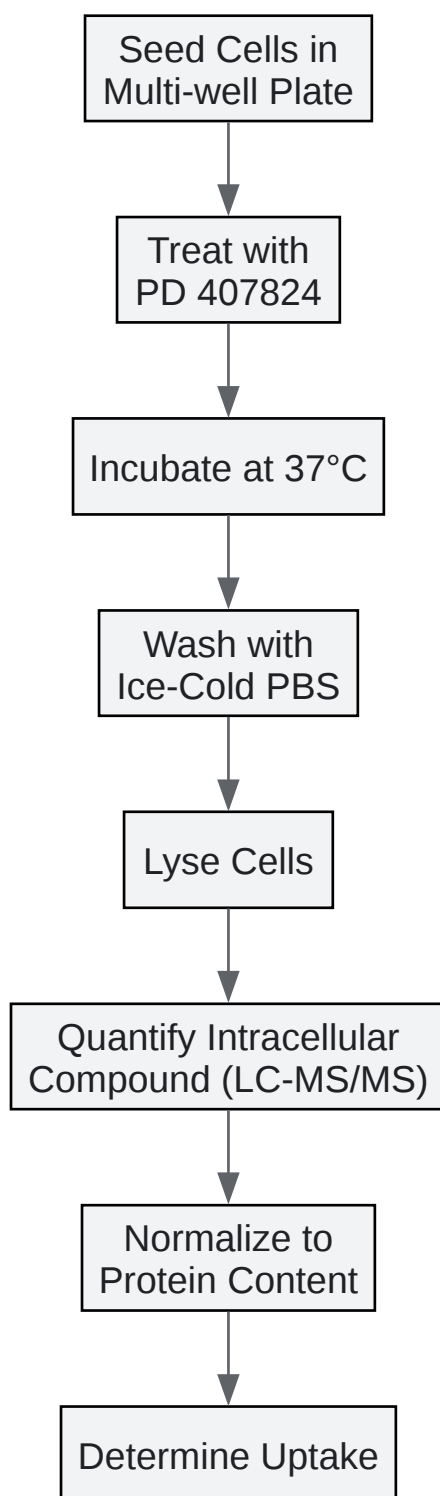 Seed Cells in
Multi-well Plate
Treat with
PD 407824
Incubate at 37°C
Wash with
Ice-Cold PBS
Lyse Cells
Quantify Intracellular
Compound (LC-MS/MS)
Normalize to
Protein Content
Determine Uptake